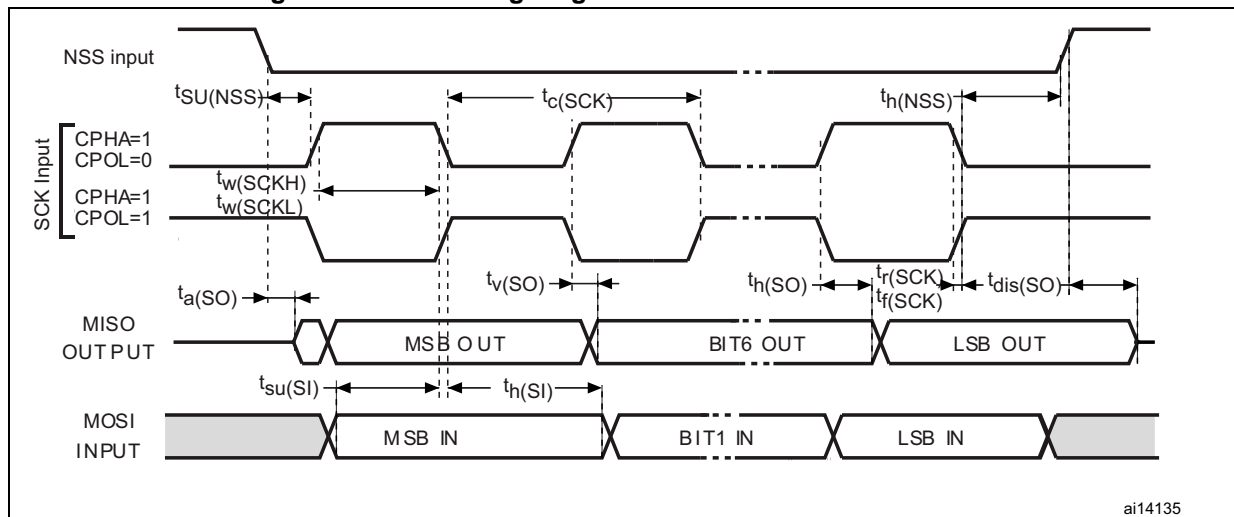 NSS input
tSU(NSS)
tc(SCK)
th(NSS)
SCK Input
CPHA=1
CPOL=0
tw(SCKH)
tw(SCKL)
CPHA=1
CPOL=1
ta(SO)
tv(SO)
th(SO)
tr(SCK)
tf(SCK)
tdis(SO)
MISO
OUTPUT
MSB OUT
BIT6 OUT
LSB OUT
tsu(SI)
th(SI)
MOSI
INPUT
MSB IN
BIT1 IN
LSB IN
ai14135